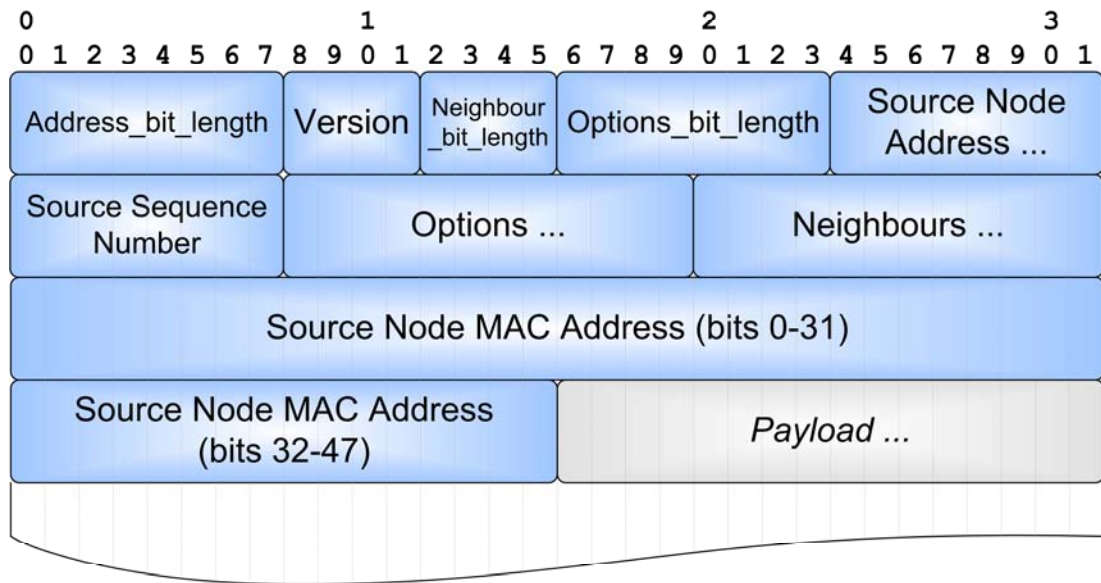 0 1 2 3
0 1 2 3 4 5 6 7 8 9 0 1 2 3 4 5 6 7 8 9 0 1 2 3 4 5 6 7 8 9 0 1
Address_bit_length
Version
Neighbour
_bit_length
Options_bit_length
Source Node
Address ...
Source Sequence
Number
Options ...
Neighbours ...
Source Node MAC Address (bits 0-31)
Source Node MAC Address
(bits 32-47)
Payload ...